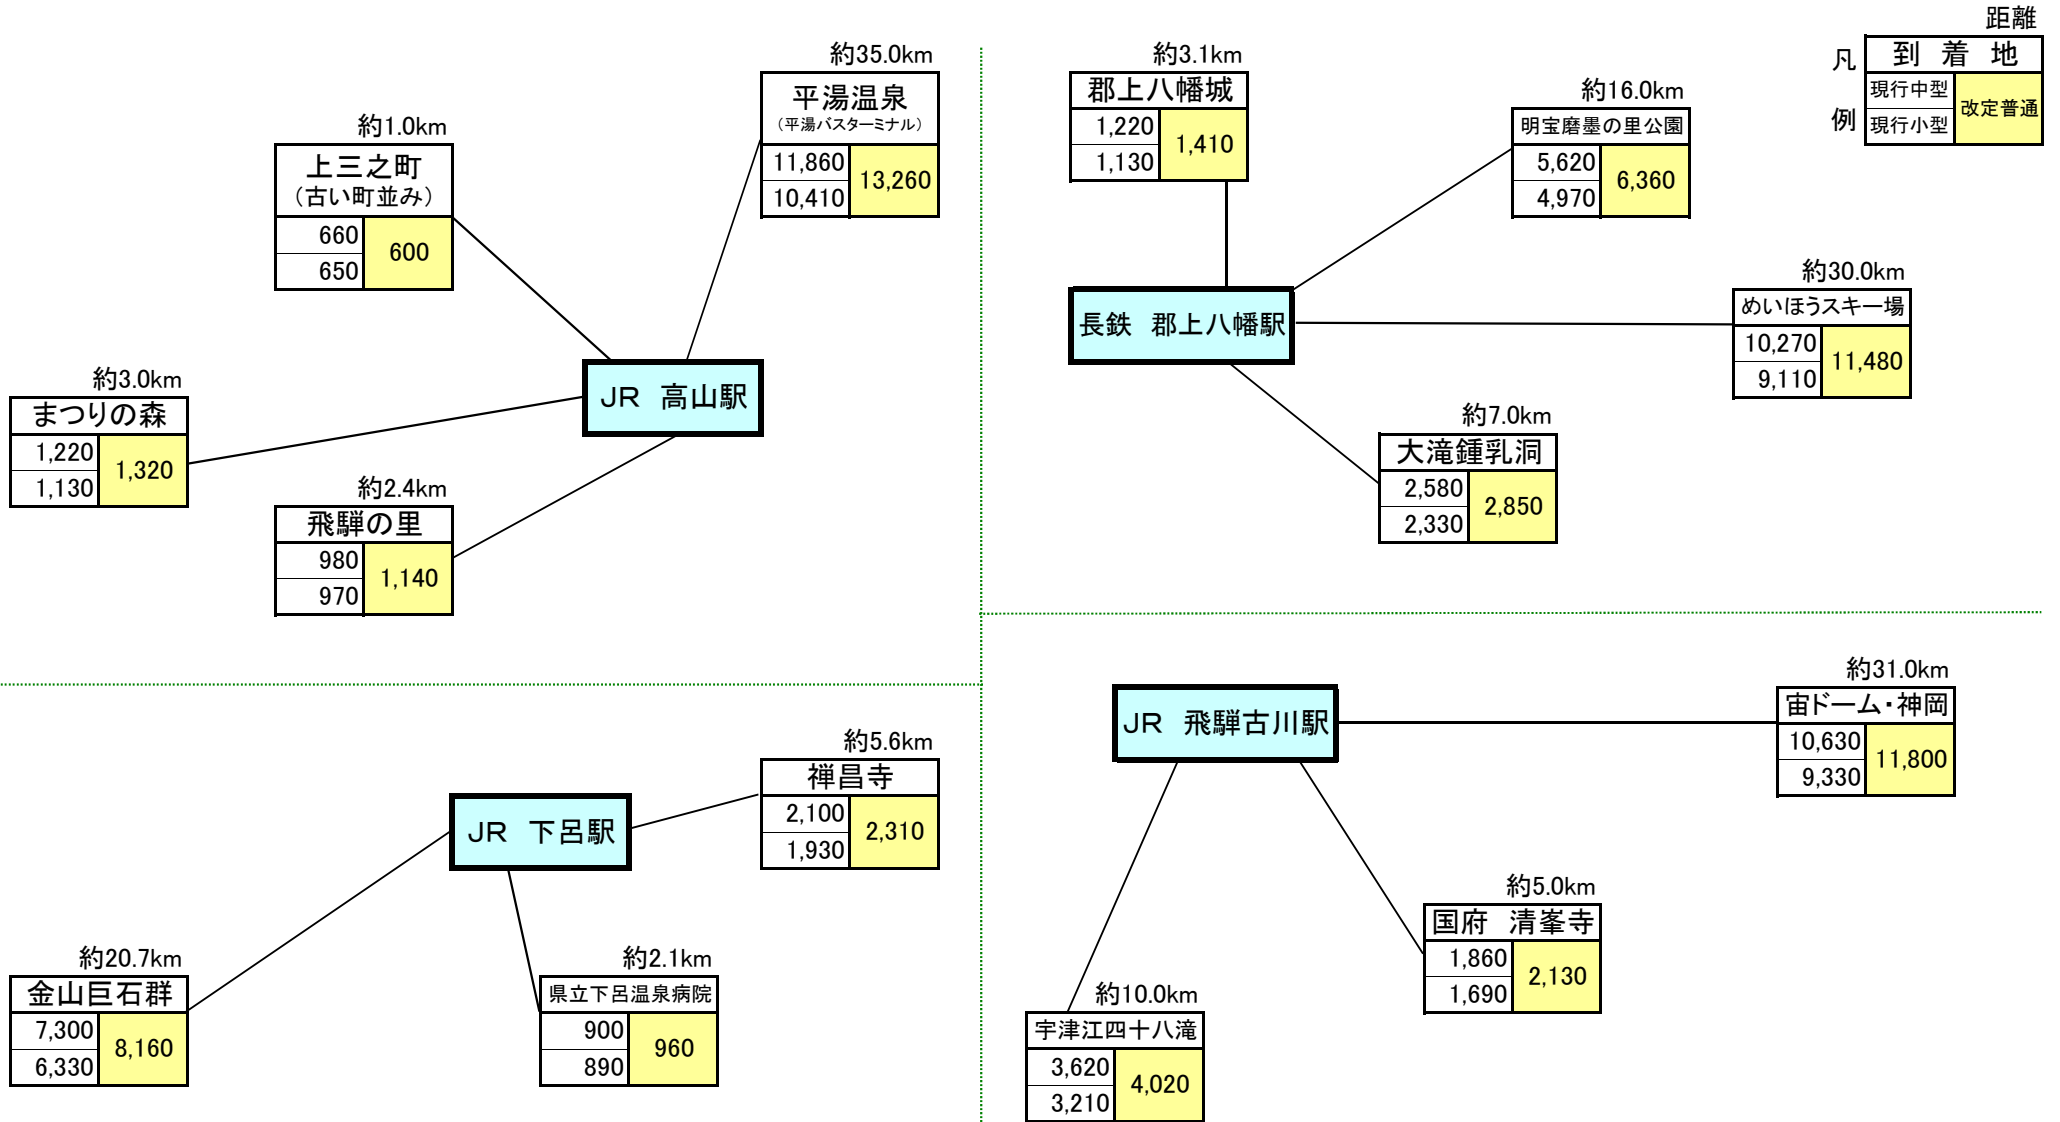 距離
凡
例
到　着　地
現行中型
現行小型
改定普通
約35.0km
平湯温泉
（平湯バスターミナル）
11,860
10,410
13,260
約1.0km
上三之町
（古い町並み）
660
650
600
JR　高山駅
約3.0km
まつりの森
1,220
1,130
1,320
約2.4km
飛騨の里
980
970
1,140
約3.1km
郡上八幡城
1,220
1,130
1,410
約16.0km
明宝磨墨の里公園
5,620
4,970
6,360
長鉄　郡上八幡駅
約30.0km
めいほうスキー場
10,270
9,110
11,480
約7.0km
大滝鍾乳洞
2,580
2,330
2,850
約5.6km
禅昌寺
2,100
1,930
2,310
JR　下呂駅
約20.7km
金山巨石群
7,300
6,330
8,160
約2.1km
県立下呂温泉病院
900
890
960
JR　飛騨古川駅
約31.0km
宙ドーム・神岡
10,630
9,330
11,800
約5.0km
国府　清峯寺
1,860
1,690
2,130
約10.0km
宇津江四十八滝
3,620
3,210
4,020